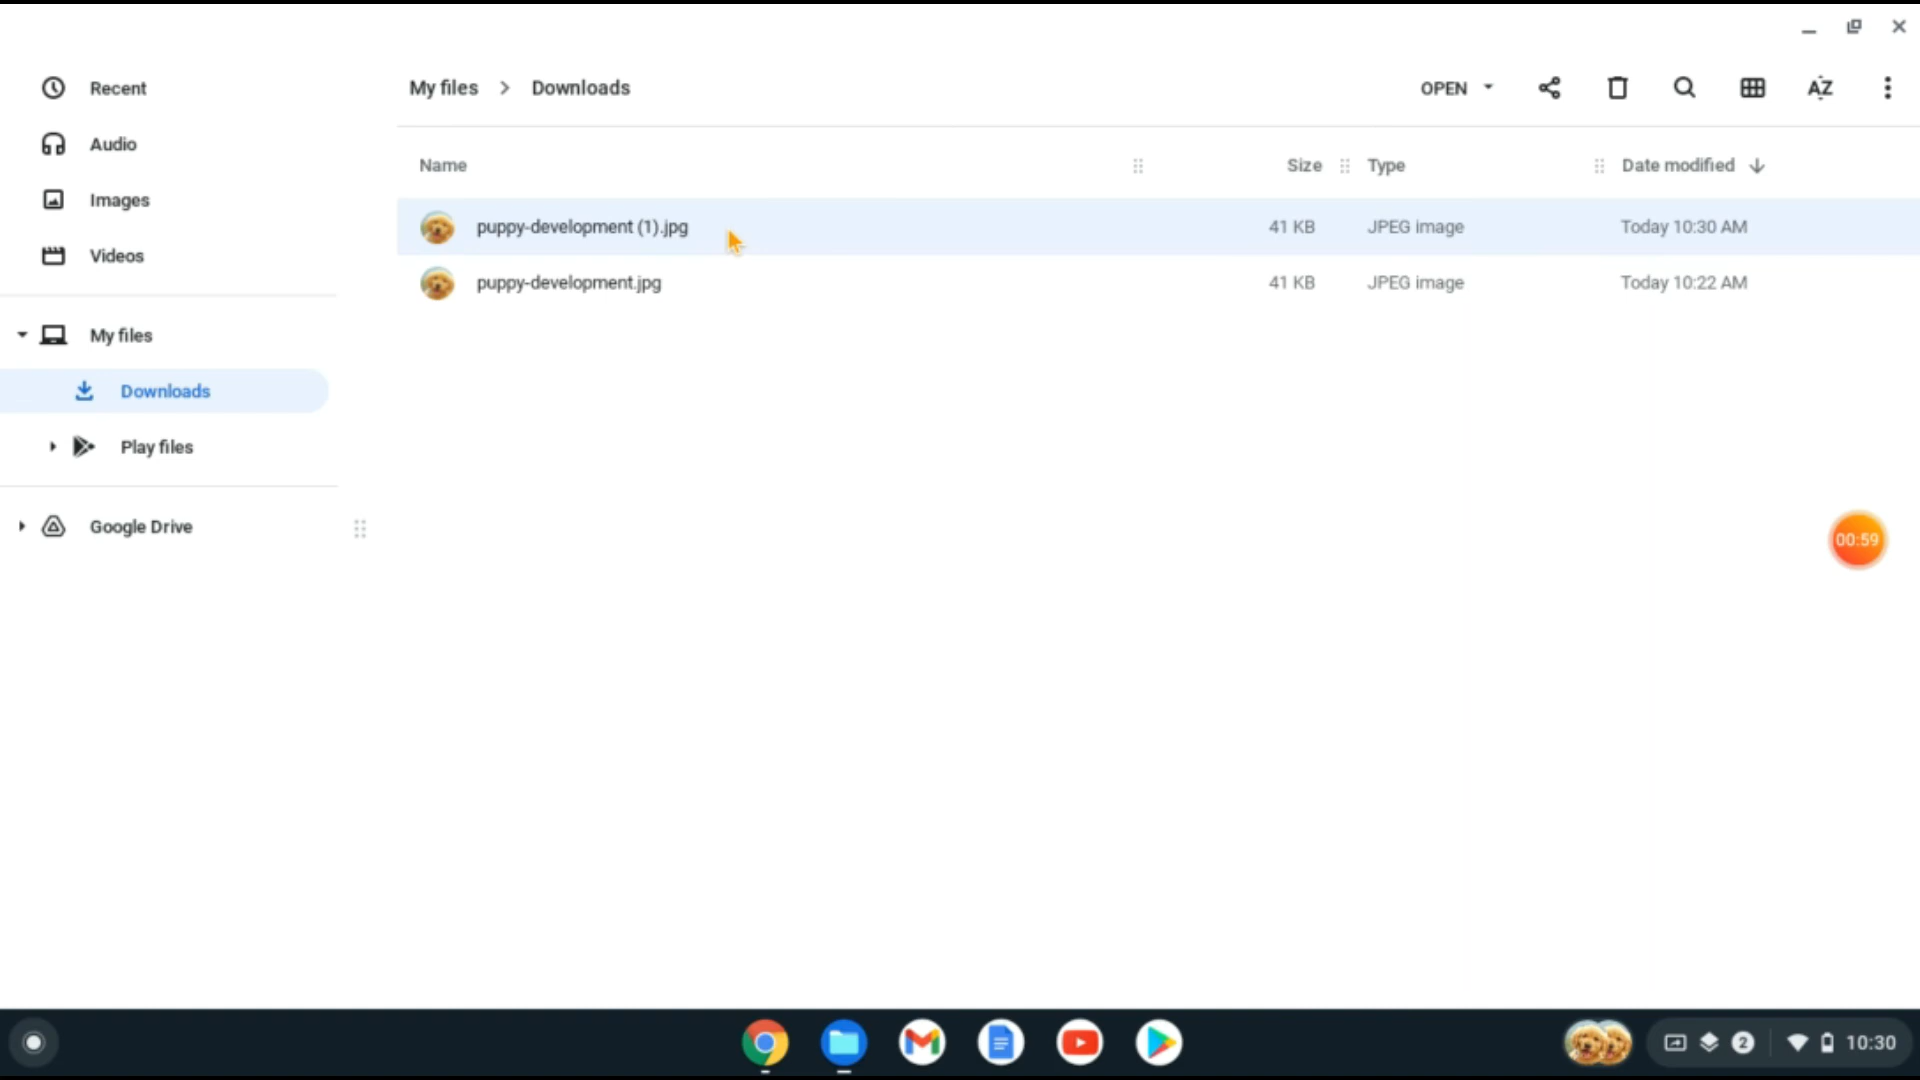 Recent
Audio
Images
Videos
My files
Downloads
Play files
Google Drive
My files > Downloads
OPEN
AZ
Name Size Type Date modified
puppy-development (1).jpg 41 KB JPEG image Today 10:30 AM
puppy-development.jpg 41 KB JPEG image Today 10:22 AM
00:59
2 10:30